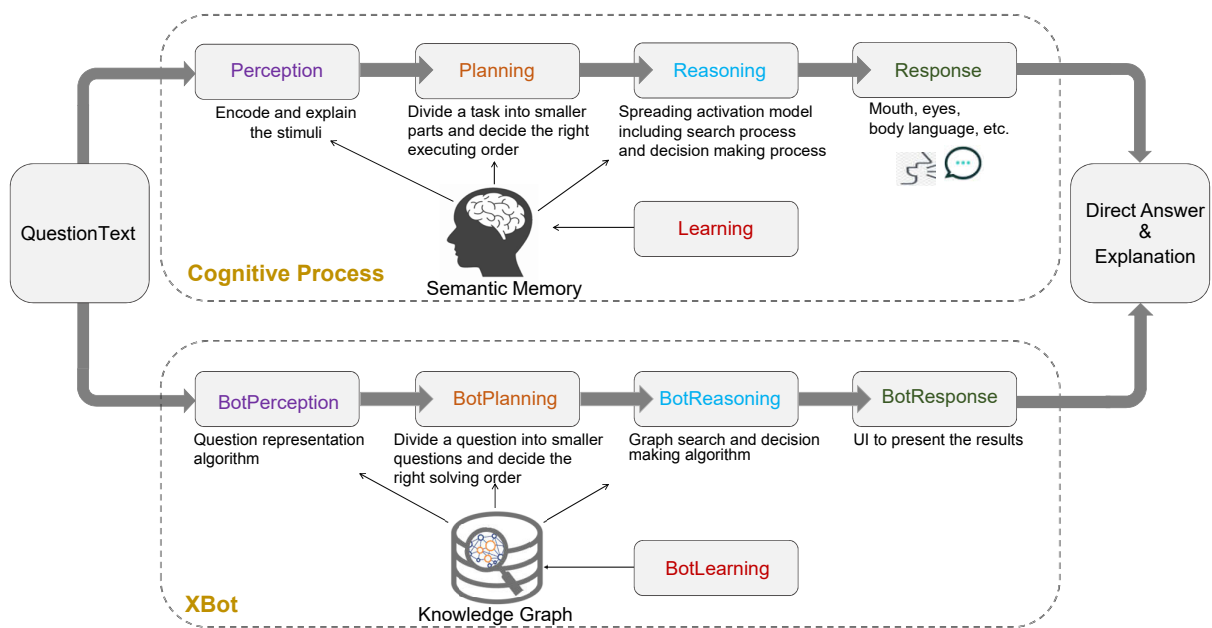 Perception
Planning
Reasoning
Response
Encode and explain
the stimuli
Divide a task into smaller
parts and decide the right
executing order
Spreading activation model
including search process
and decision making process
Mouth, eyes,
body language, etc.
QuestionText
Learning
Direct Answer
&
Explanation
Cognitive Process
Semantic Memory
BotPerception
BotPlanning
BotReasoning
BotResponse
Question representation
algorithm
Divide a question into smaller
questions and decide the
right solving order
Graph search and decision
making algorithm
UI to present the results
BotLearning
XBot
Knowledge Graph